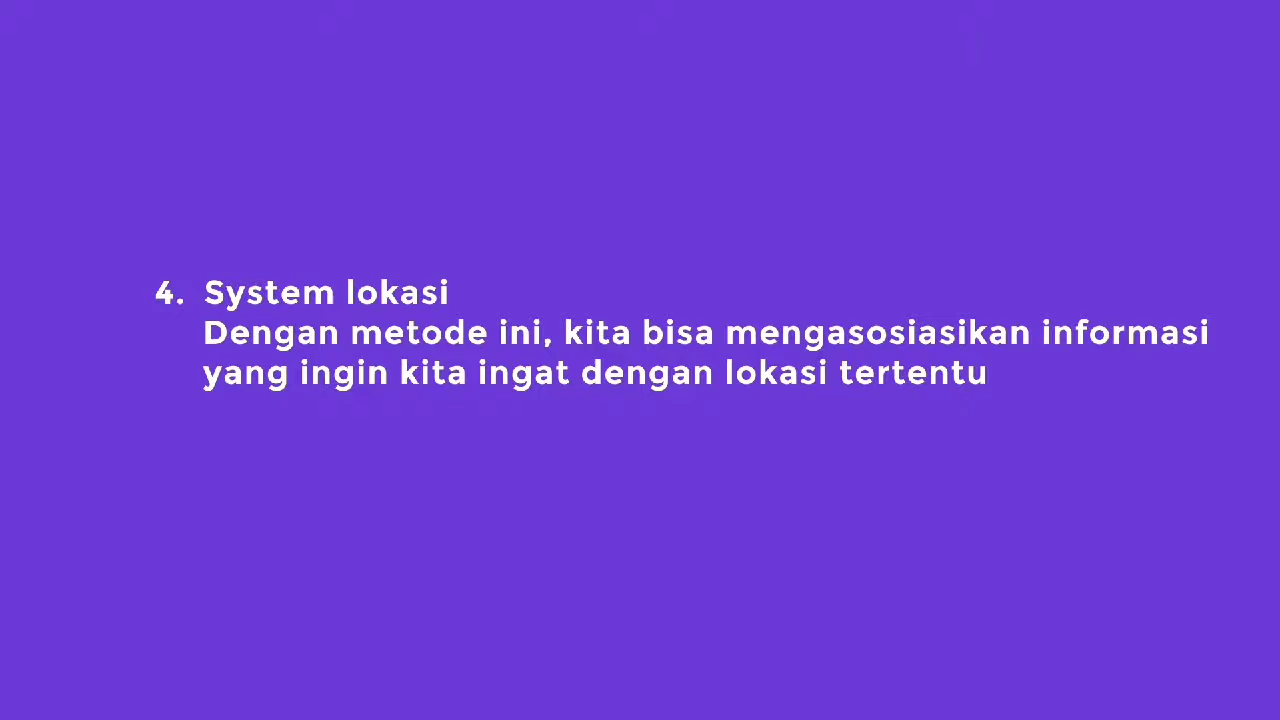 4. System lokasi
Dengan metode ini, kita bisa mengasosiasikan informasi
yang ingin kita ingat dengan lokasi tertentu